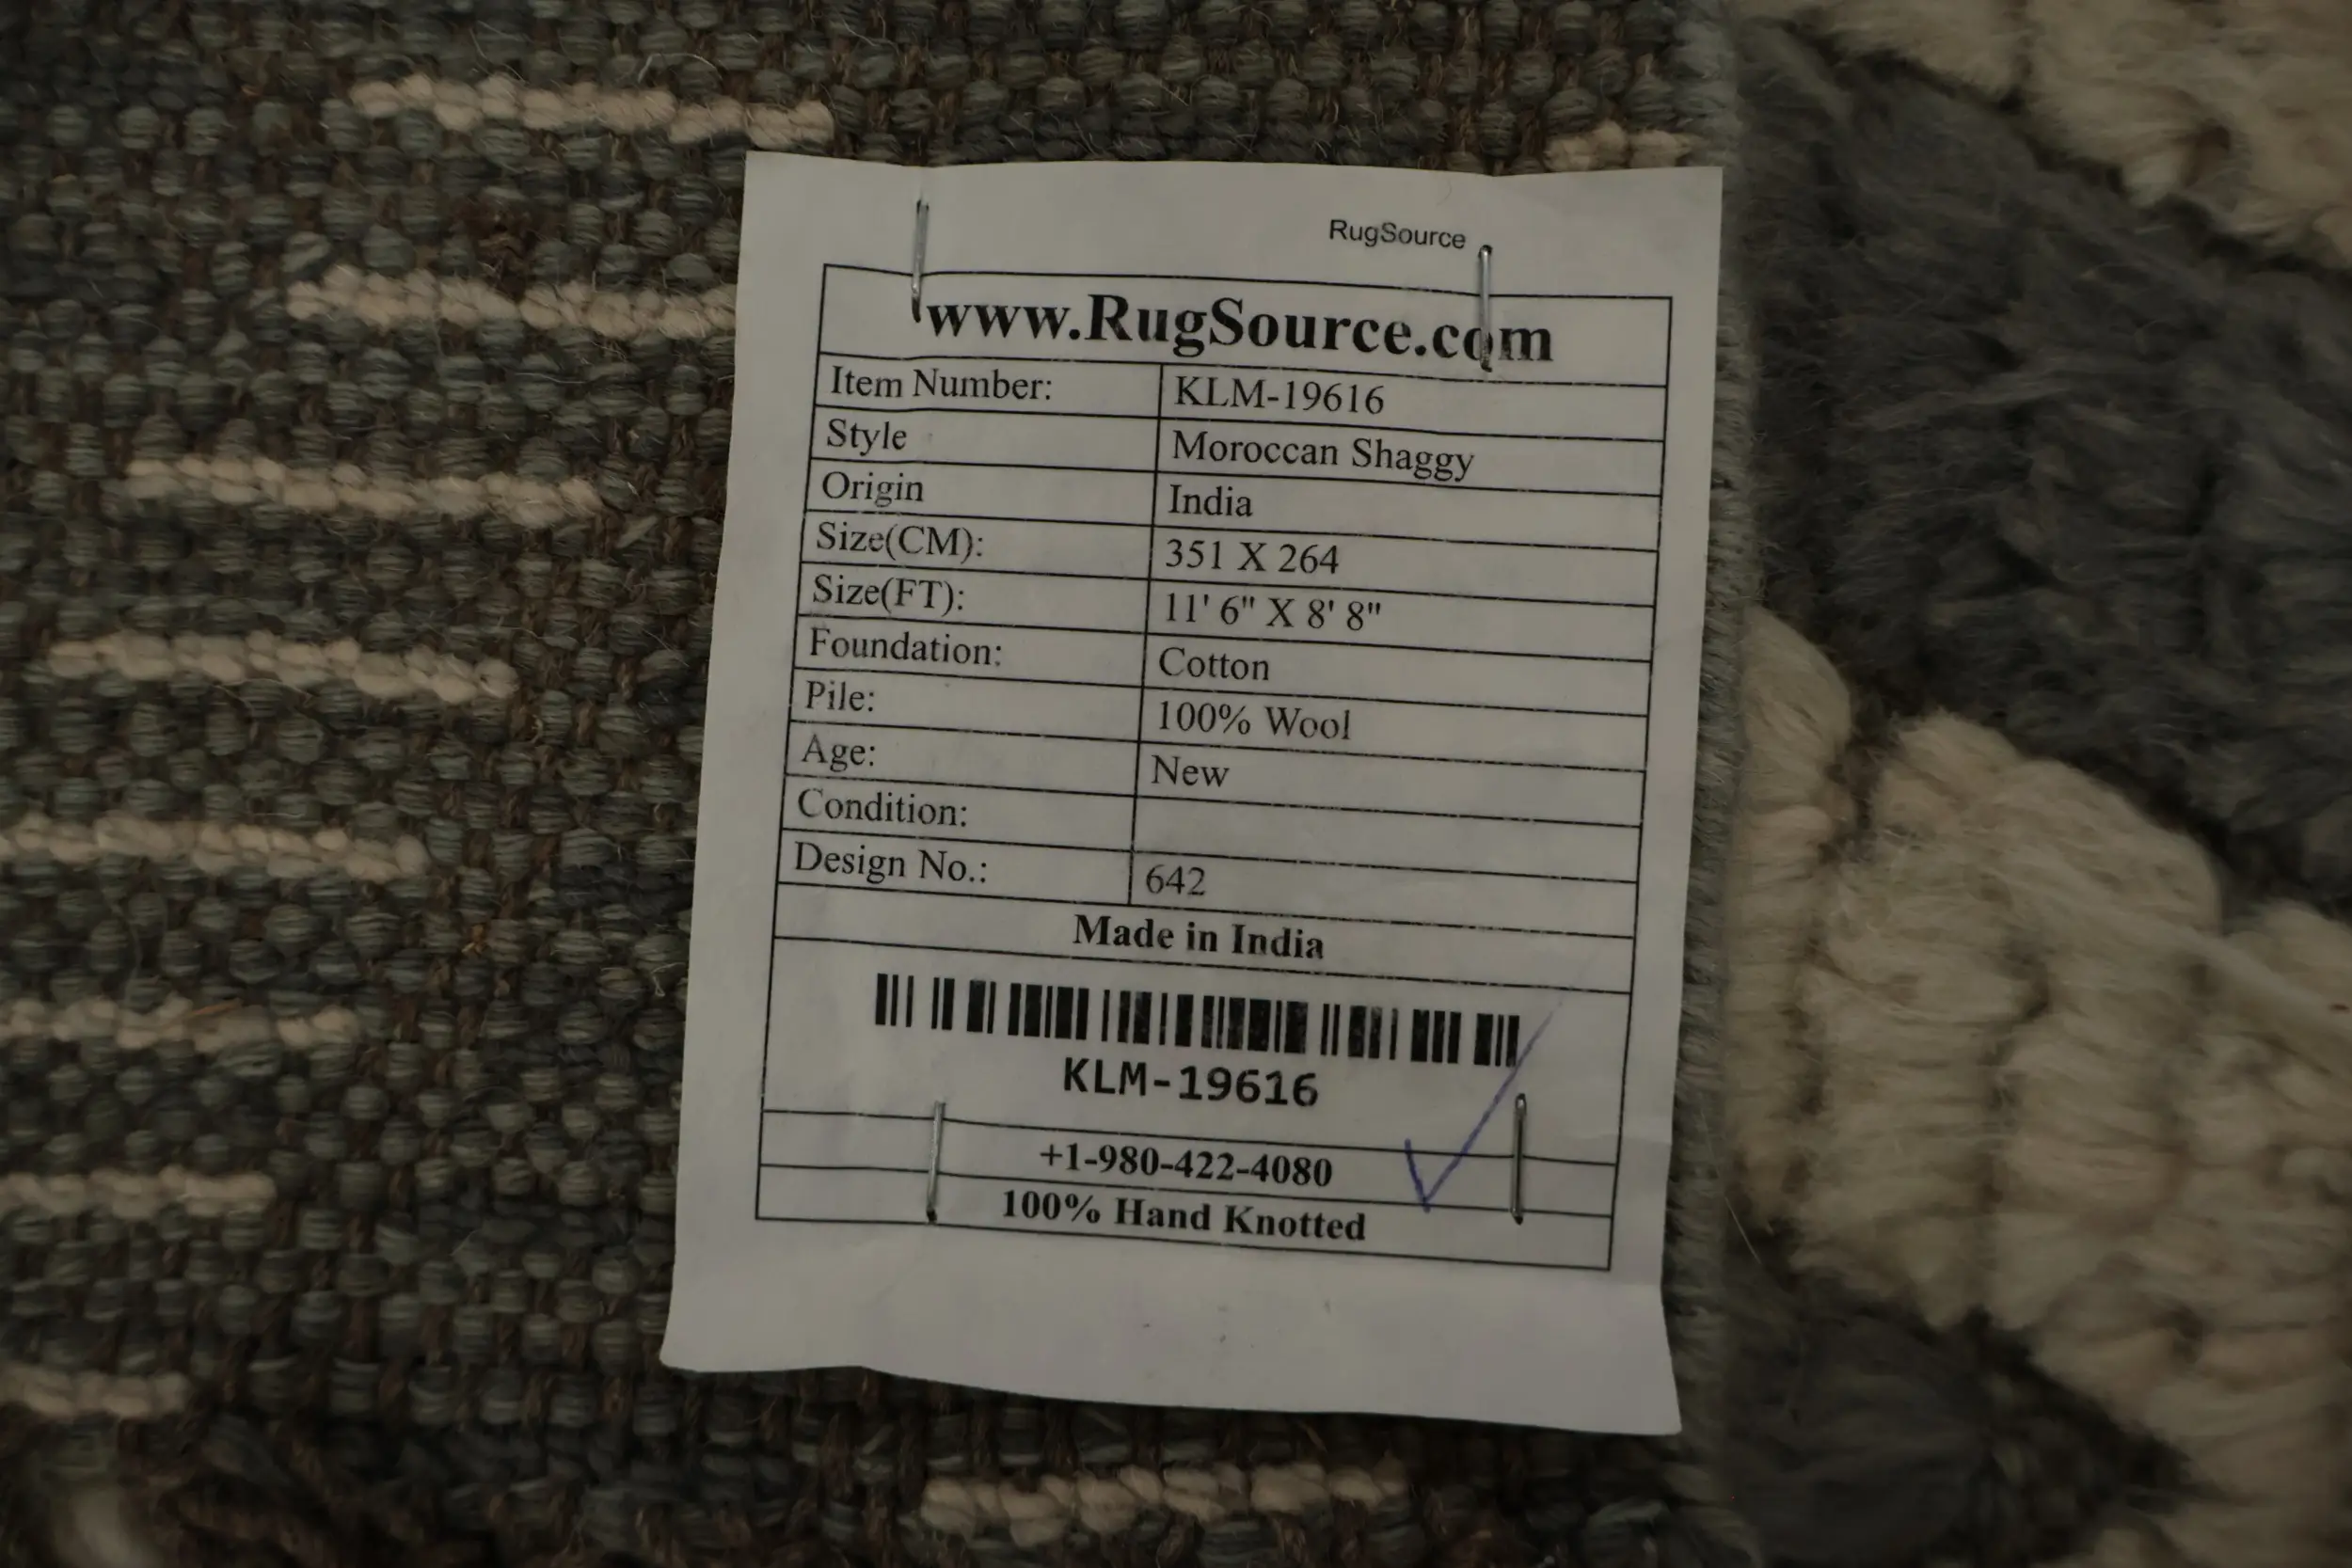 RugSource
www.RugSource.com
Item Number: KLM-19616
Style Moroccan Shaggy
Origin India
Size(CM): 351 X 264
Size(FT): 11' 6" X 8' 8"
Foundation: Cotton
Pile: 100% Wool
Age: New
Condition:
Design No.: 642
Made in India
KLM-19616
+1-980-422-4080
100% Hand Knotted